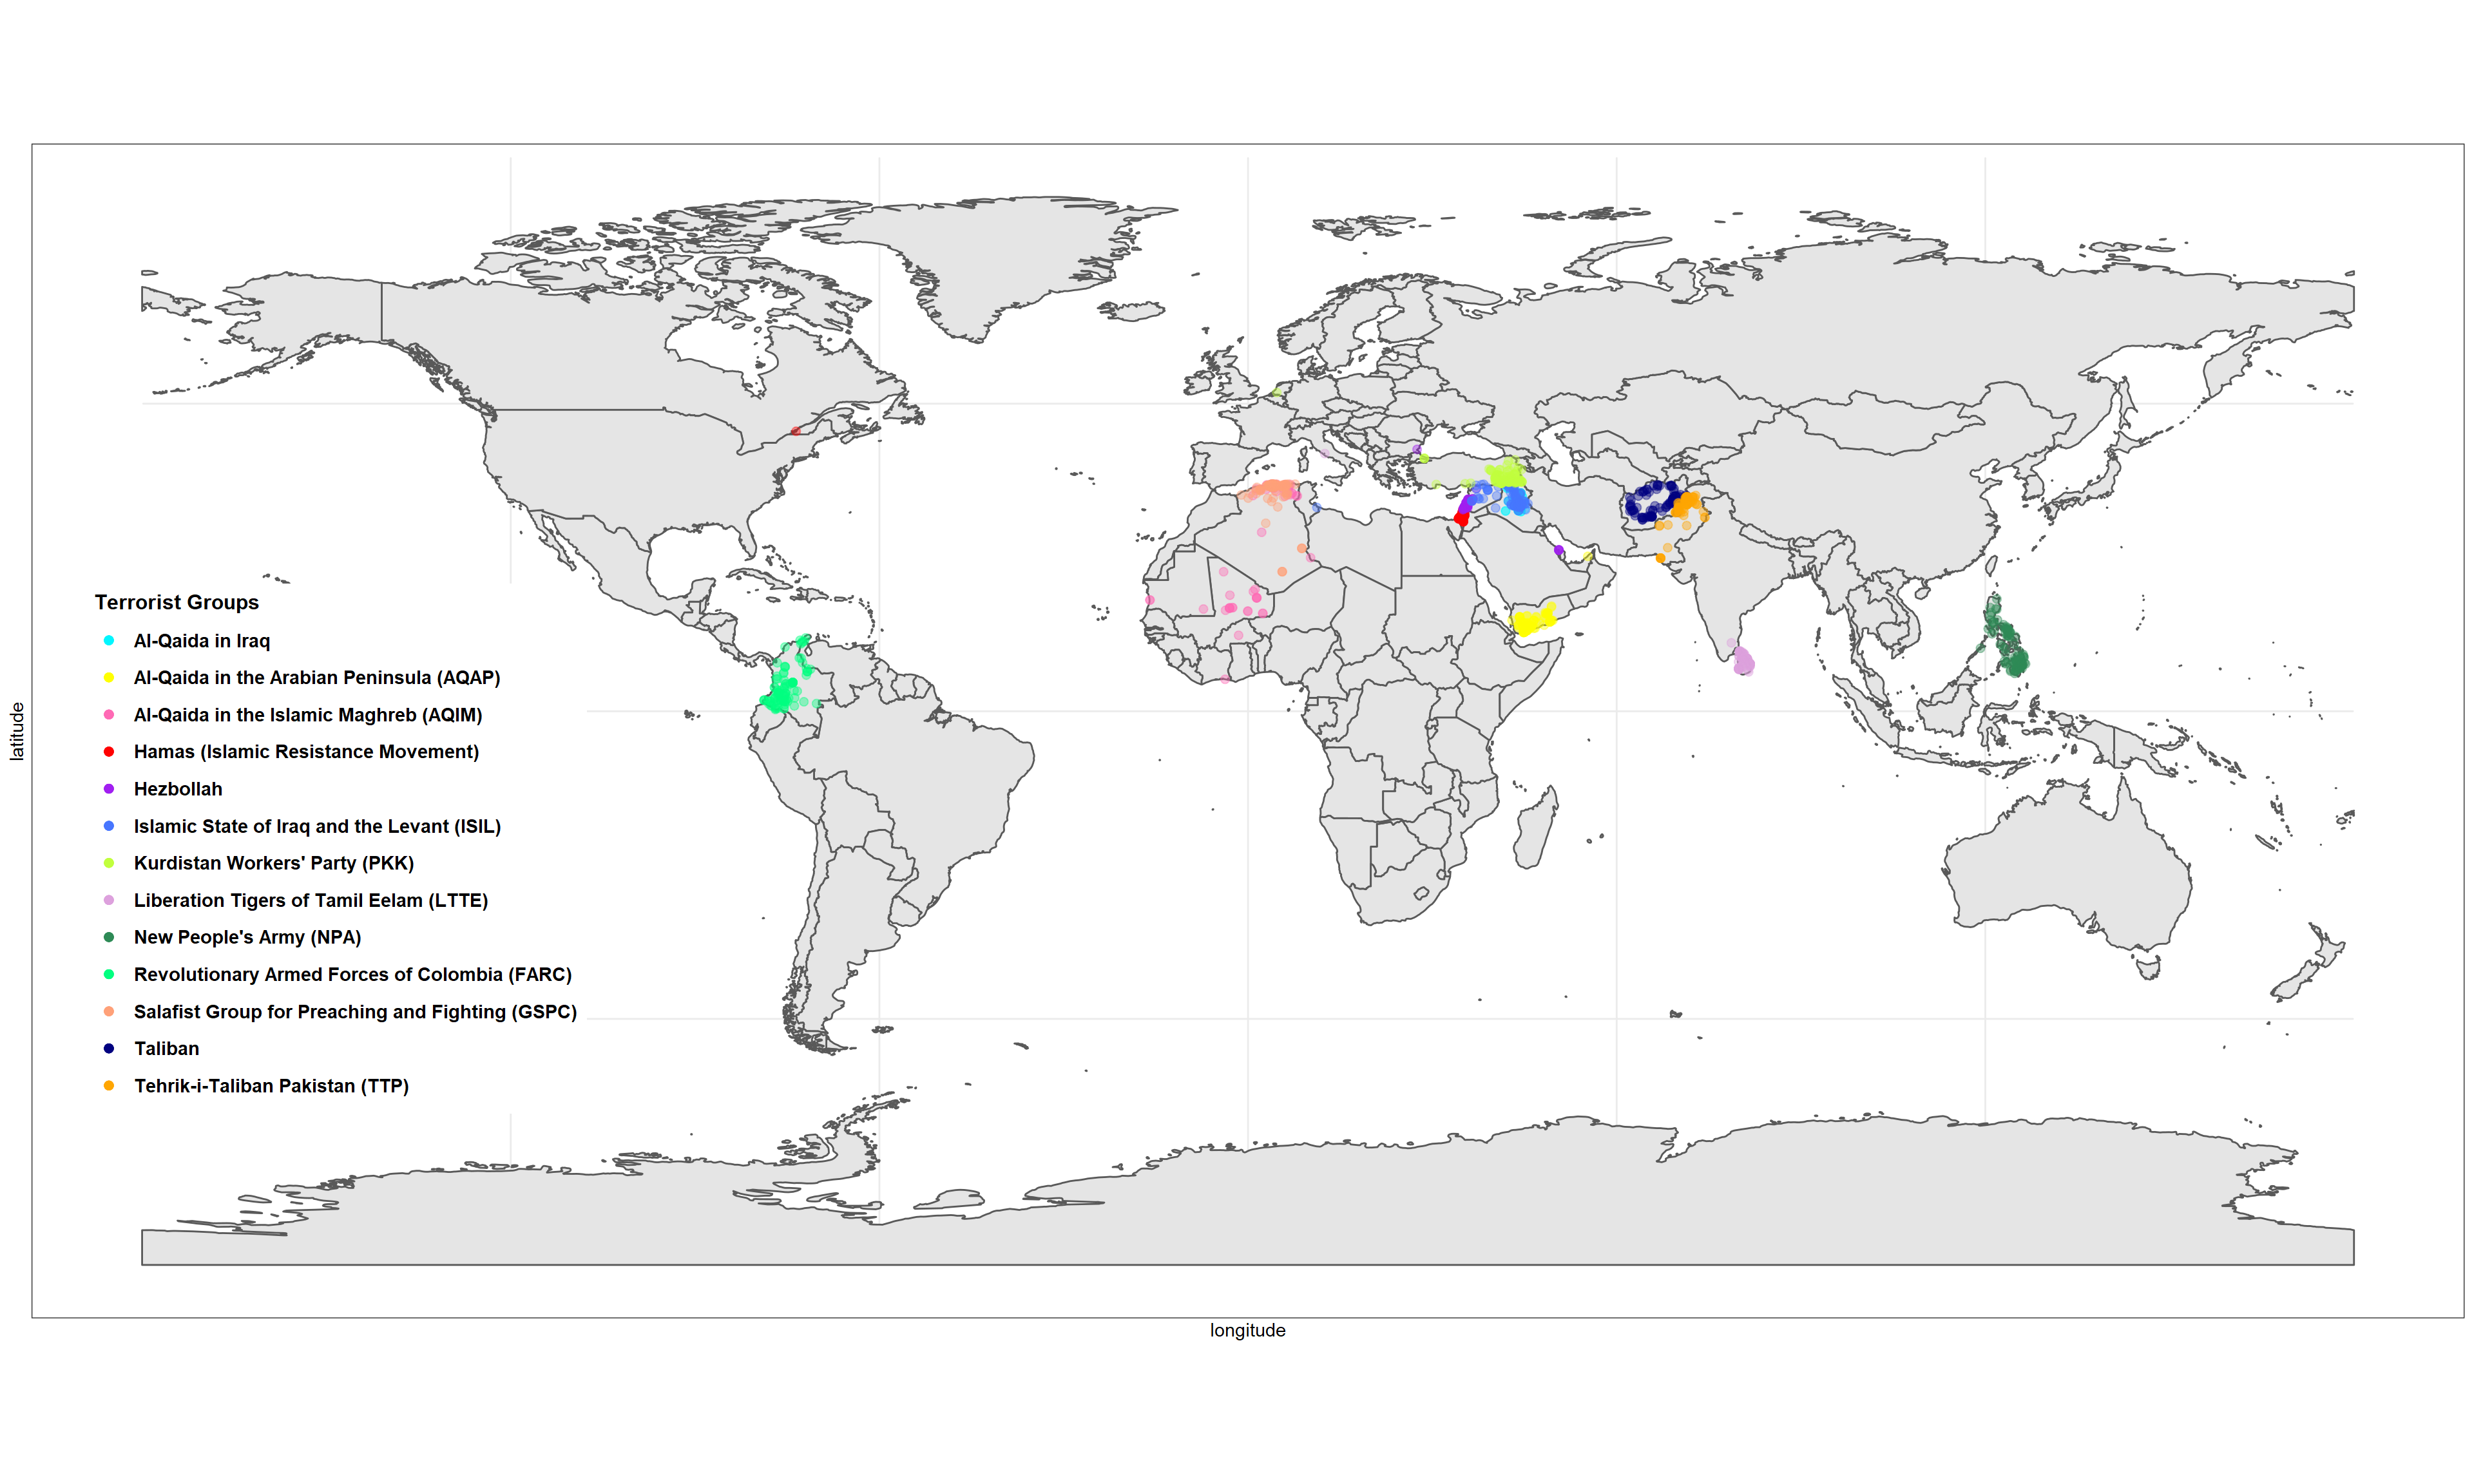 latitude
Terrorist Groups
Al-Qaida in Iraq
Al-Qaida in the Arabian Peninsula (AQAP)
Al-Qaida in the Islamic Maghreb (AQIM)
Hamas (Islamic Resistance Movement)
Hezbollah
Islamic State of Iraq and the Levant (ISIL)
Kurdistan Workers' Party (PKK)
Liberation Tigers of Tamil Eelam (LTTE)
New People's Army (NPA)
Revolutionary Armed Forces of Colombia (FARC)
Salafist Group for Preaching and Fighting (GSPC)
Taliban
Tehrik-i-Taliban Pakistan (TTP)
longitude